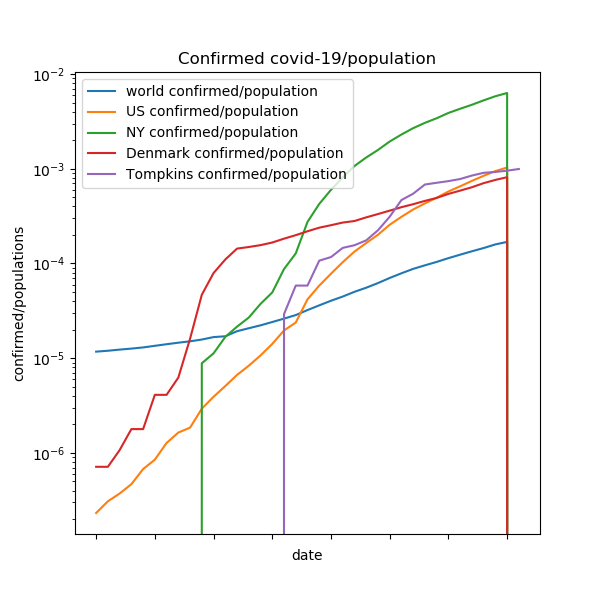 Confirmed covid-19/population
world confirmed/population
US confirmed/population
NY confirmed/population
Denmark confirmed/population
Tompkins confirmed/population
10⁻²
10⁻³
10⁻⁴
10⁻⁵
10⁻⁶
confirmed/populations
date